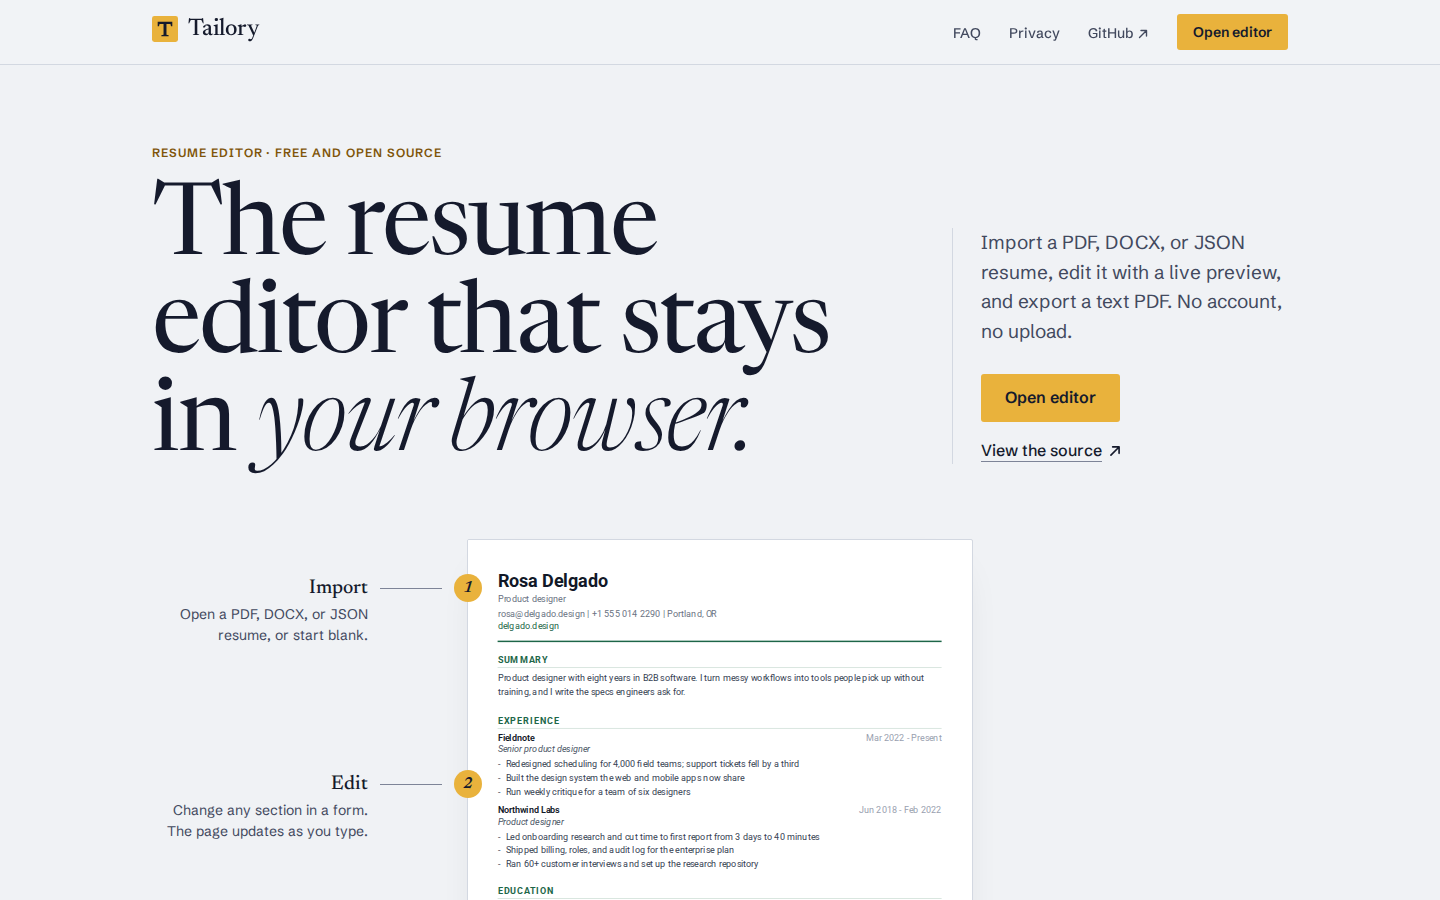 T Tailory
FAQ Privacy GitHub ↗ Open editor
RESUME EDITOR · FREE AND OPEN SOURCE
The resume
editor that stays
in your browser.
Import a PDF, DOCX, or JSON
resume, edit it with a live preview,
and export a text PDF. No account,
no upload.
Open editor
View the source ↗
Import
Open a PDF, DOCX, or JSON
resume, or start blank.
1
Edit
Change any section in a form.
The page updates as you type.
2
Rosa Delgado
Product designer
rosa@delgado.design | +1 555 014 2290 | Portland, OR
delgado.design
SUMMARY
Product designer with eight years in B2B software. I turn messy workflows into tools people pick up without
training, and I write the specs engineers ask for.
EXPERIENCE
Fieldnote Mar 2022 - Present
Senior product designer
- Redesigned scheduling for 4,000 field teams; support tickets fell by a third
- Built the design system the web and mobile apps now share
- Run weekly critique for a team of six designers
Northwind Labs Jun 2018 - Feb 2022
Product designer
- Led onboarding research and cut time to first report from 3 days to 40 minutes
- Shipped billing, roles, and audit log for the enterprise plan
- Ran 60+ customer interviews and set up the research repository
EDUCATION